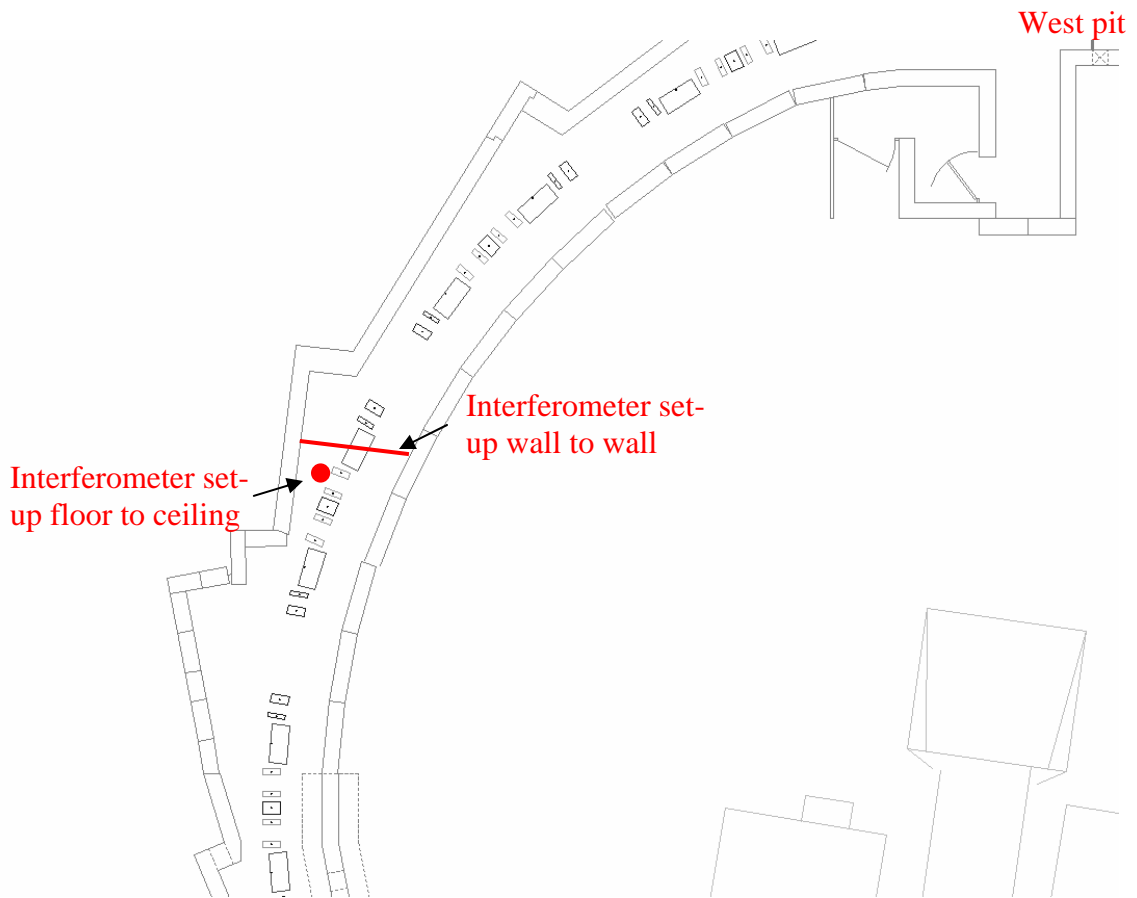 West pit
Interferometer set-
up wall to wall
Interferometer set-
up floor to ceiling